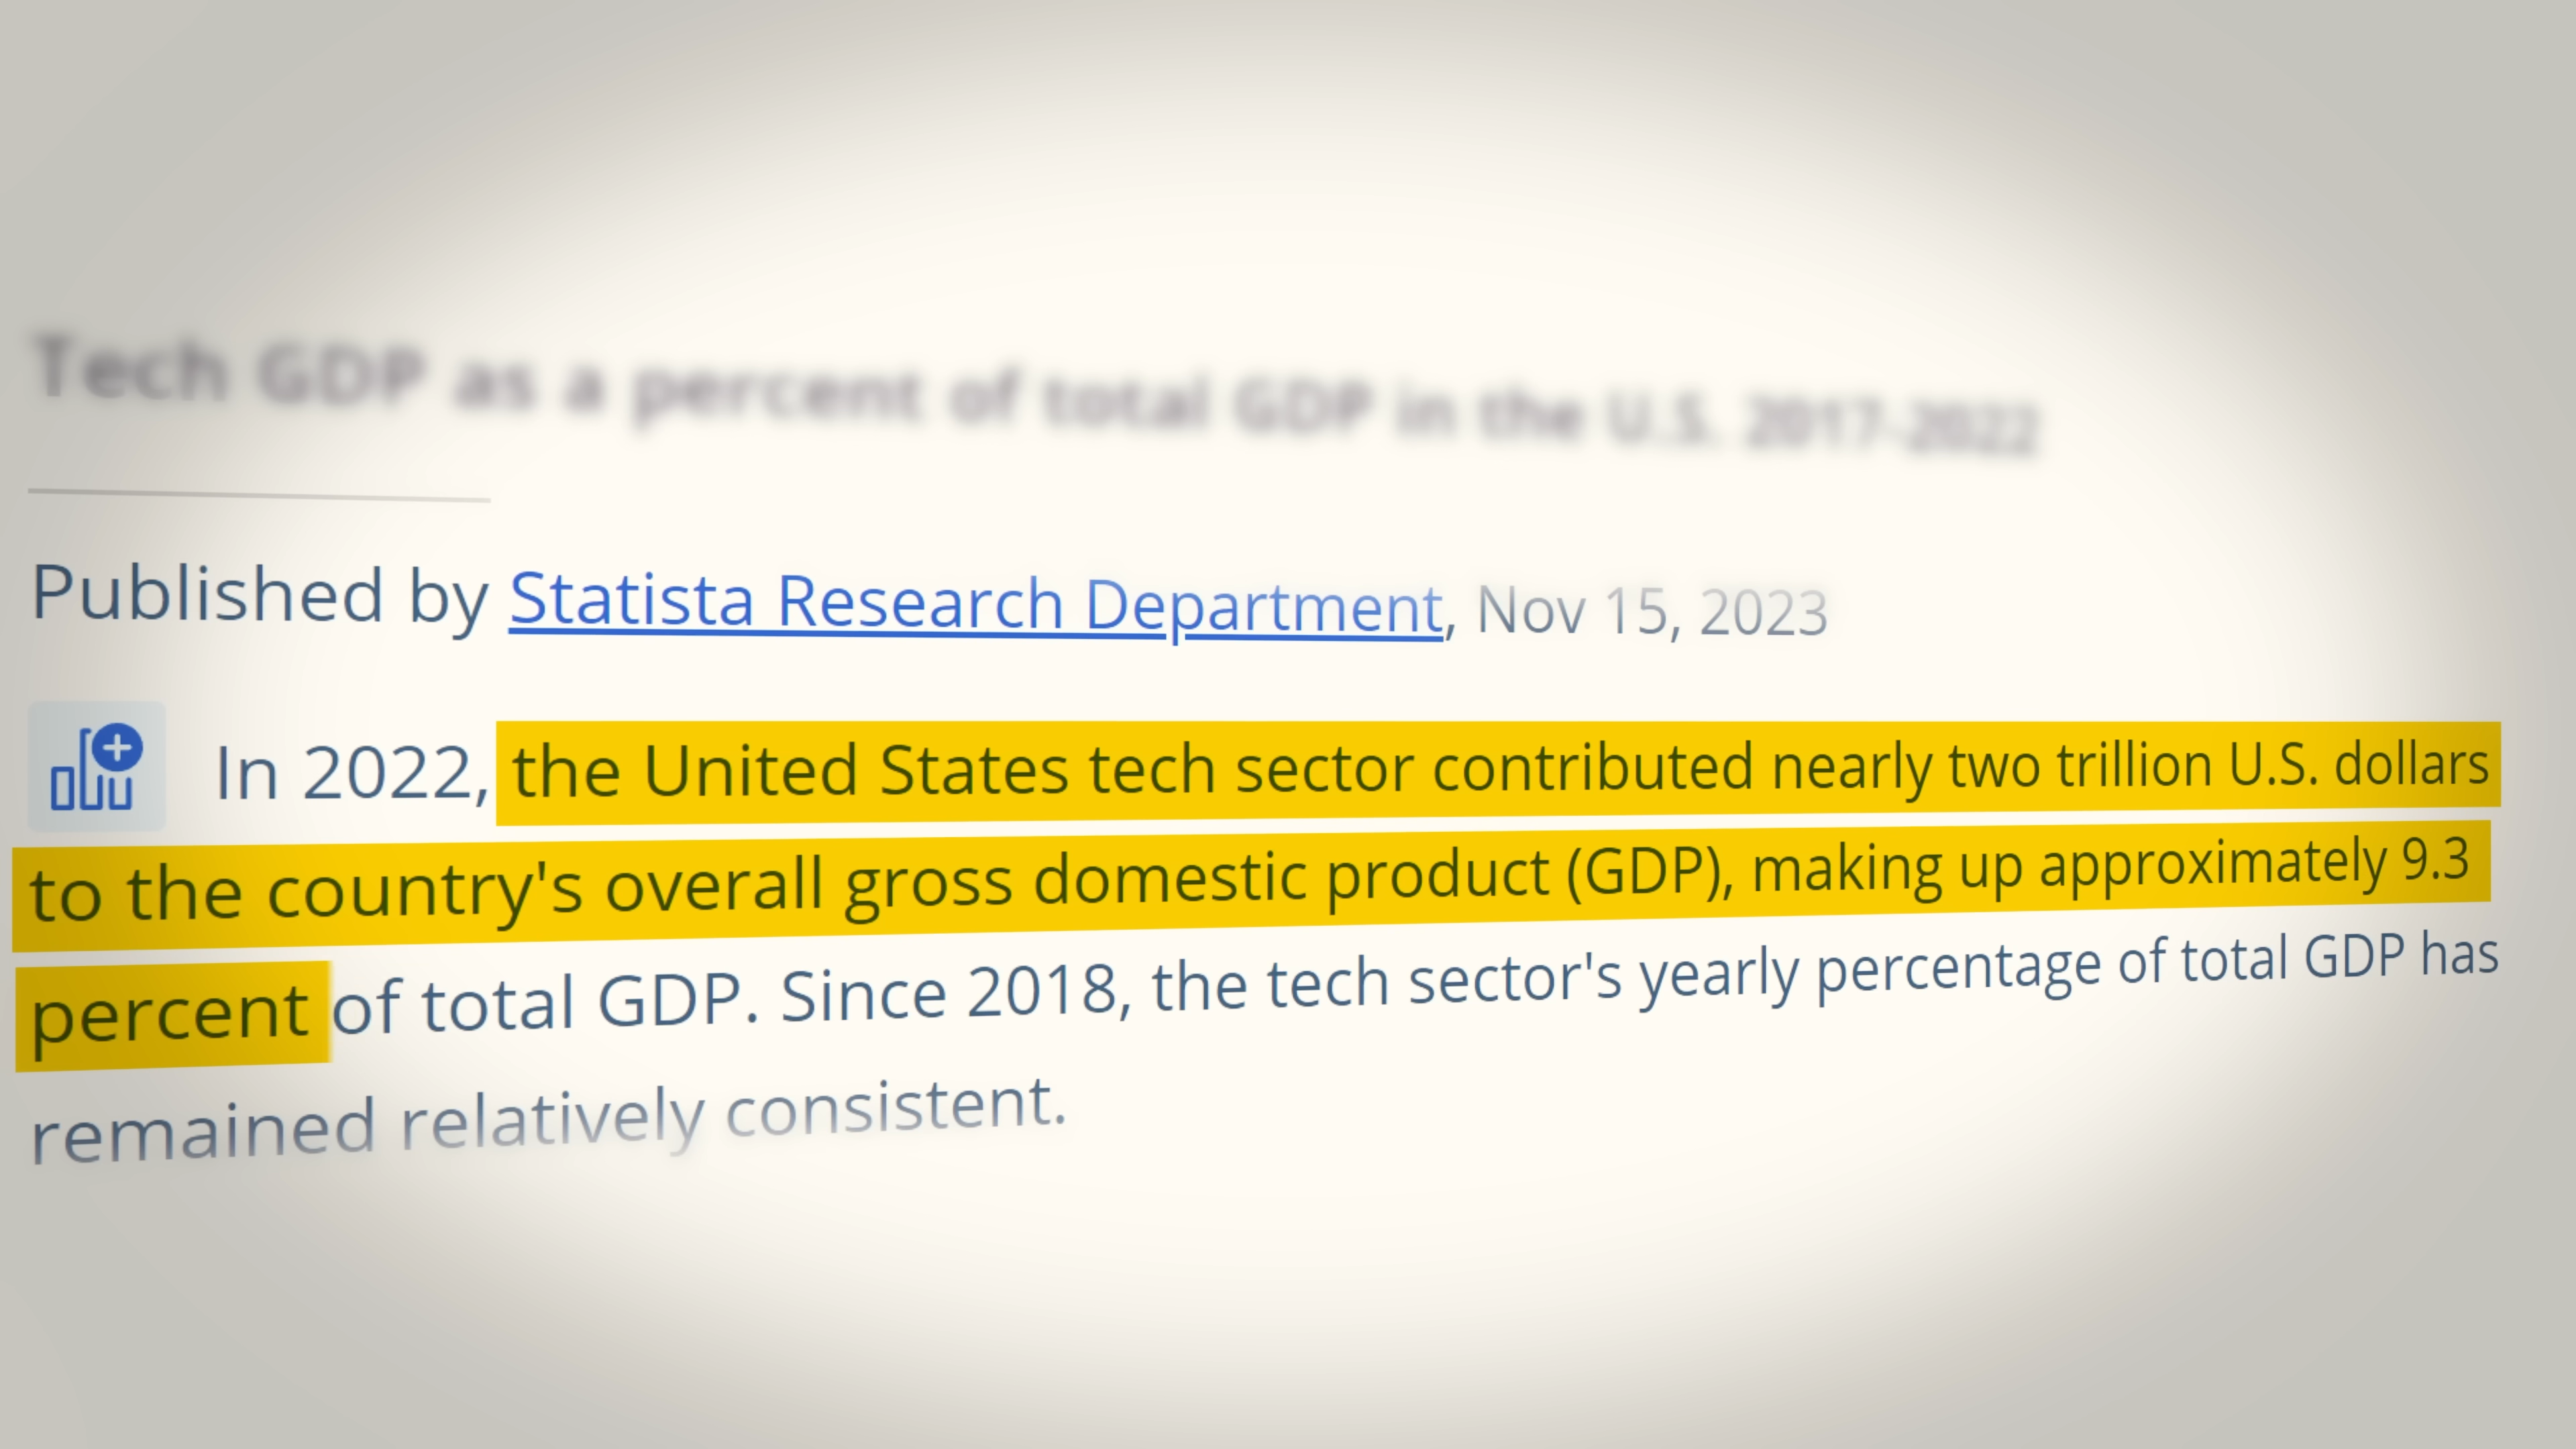 Tech GDP as a percent of total GDP in the U.S. 2017-2022
Published by Statista Research Department, Nov 15, 2023
In 2022, the United States tech sector contributed nearly two trillion U.S. dollars
to the country's overall gross domestic product (GDP), making up approximately 9.3
percent of total GDP. Since 2018, the tech sector's yearly percentage of total GDP has
remained relatively consistent.